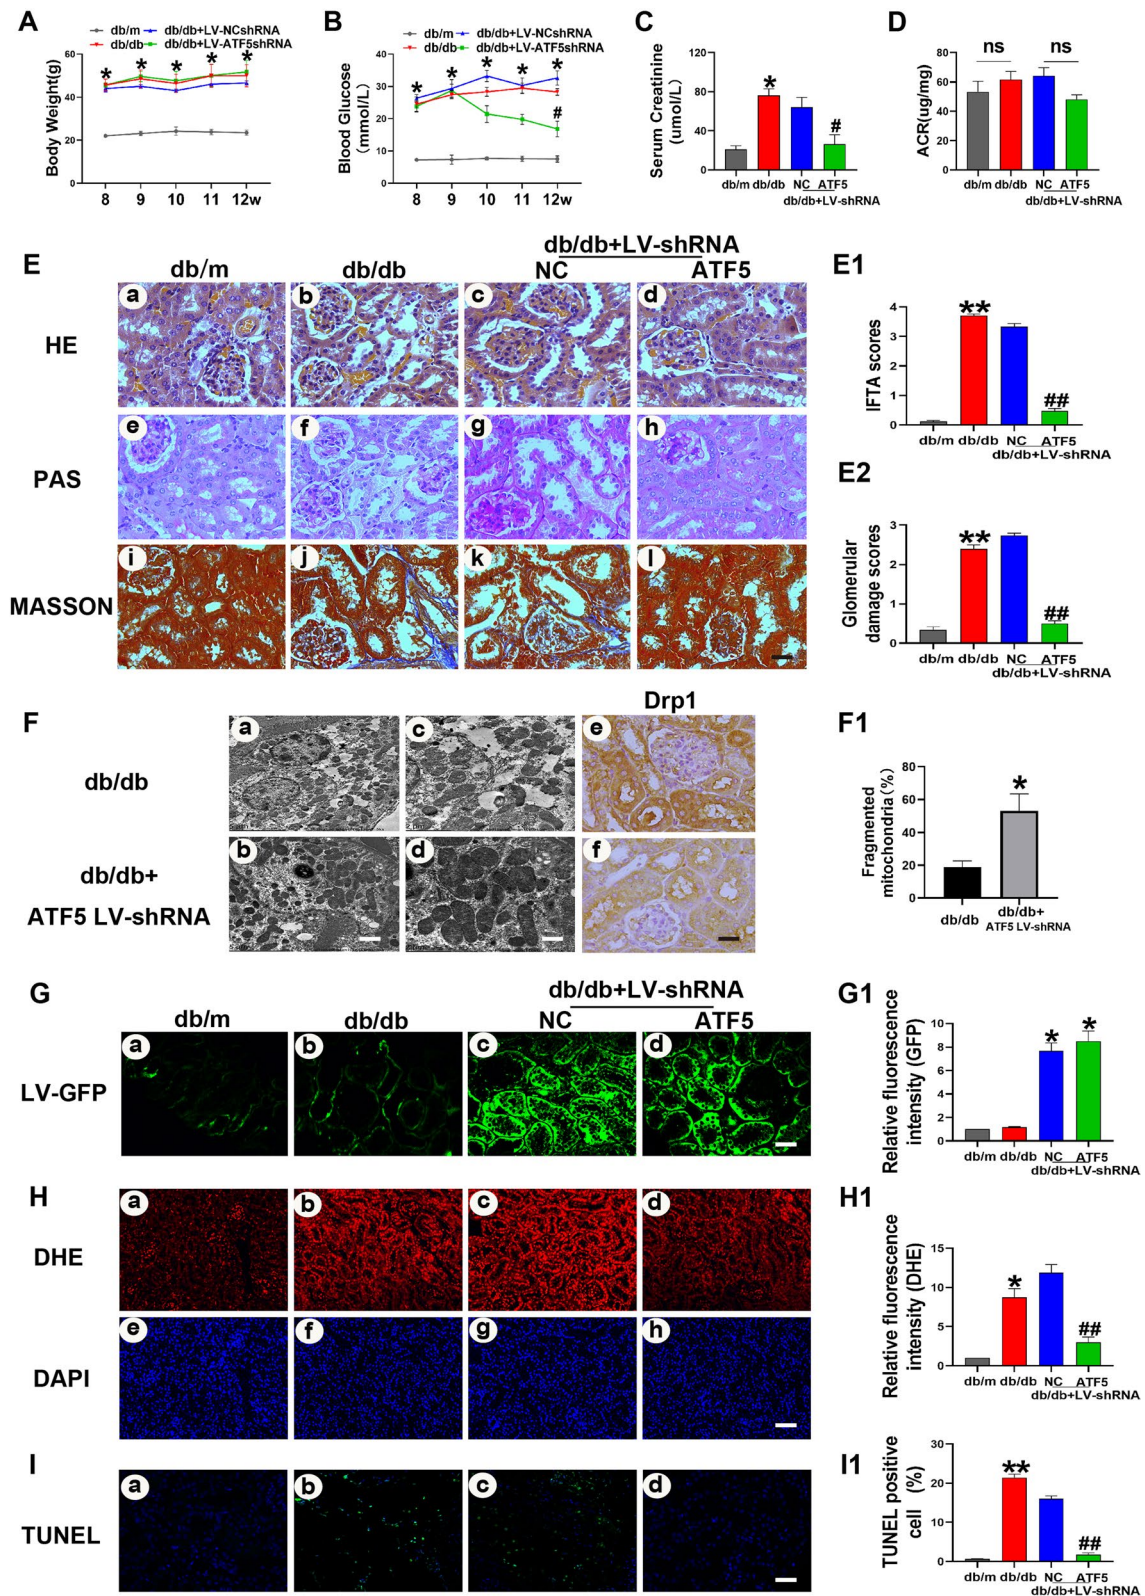 A
db/m db/db+LV-NCshRNA
db/db db/db+LV-ATF5shRNA
Body Weight(g)
60
40
20
0
* * * * *
8 9 10 11 12w
B
db/m db/db+LV-NCshRNA
db/db db/db+LV-ATF5shRNA
Blood Glucose
(mmol/L)
40
30
20
10
0
* * * * *
#
8 9 10 11 12w
C
Serum Creatinine
(umol/L)
120
90
60
30
0
*
#
db/m db/db NC ATF5
db/db+LV-shRNA
D
ACR(ug/mg)
80
60
40
20
0
ns ns
db/m db/db NC ATF5
db/db+LV-shRNA
E
db/db+LV-shRNA
db/m db/db NC ATF5
HE
a b c d
PAS
e f g h
MASSON
i j k l
E1
IFTA scores
4
3
2
1
0
**
##
db/m db/db NC ATF5
db/db+LV-shRNA
E2
Glomerular
damage scores
3
2
1
0
**
##
db/m db/db NC ATF5
db/db+LV-shRNA
F
Drp1
db/db
a c e
db/db+
ATF5 LV-shRNA
b d f
F1
Fragmented
mitochondria (%)
80
60
40
20
0
*
db/db db/db+
ATF5 LV-shRNA
G
db/db+LV-shRNA
db/m db/db NC ATF5
LV-GFP
a b c d
G1
Relative fluorescence
intensity (GFP)
10
8
6
4
2
0
* *
db/m db/db NC ATF5
db/db+LV-shRNA
H
DHE
a b c d
DAPI
e f g h
H1
Relative fluorescence
intensity (DHE)
15
10
5
0
*
##
db/m db/db NC ATF5
db/db+LV-shRNA
I
TUNEL
a b c d
I1
TUNEL positive
cell (%)
30
20
10
0
**
##
db/m db/db NC ATF5
db/db+LV-shRNA